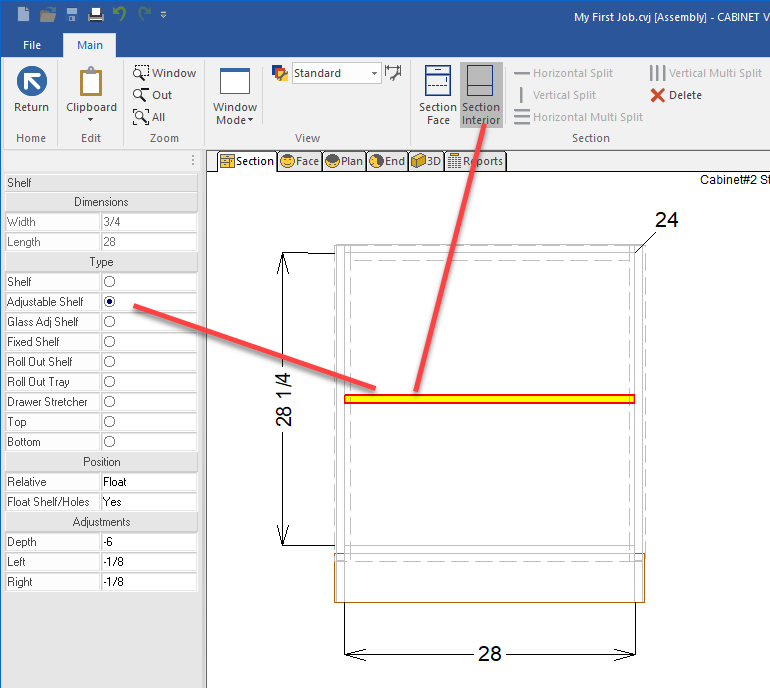 My First Job.cvj [Assembly] - CABINET V
File Main
Return
Home
Clipboard
Edit
Window
Out
All
Zoom
Window
Mode
Standard
View
Section
Face
Section
Interior
Horizontal Split
Vertical Split
Horizontal Multi Split
Vertical Multi Split
Delete
Section
Section Face Plan End 3D Reports
Shelf
Dimensions
Width 3/4
Length 28
Type
Shelf
Adjustable Shelf
Glass Adj Shelf
Fixed Shelf
Roll Out Shelf
Roll Out Tray
Drawer Stretcher
Top
Bottom
Position
Relative Float
Float Shelf/Holes Yes
Adjustments
Depth -6
Left -1/8
Right -1/8
Cabinet#2 St
24
28 1/4
28